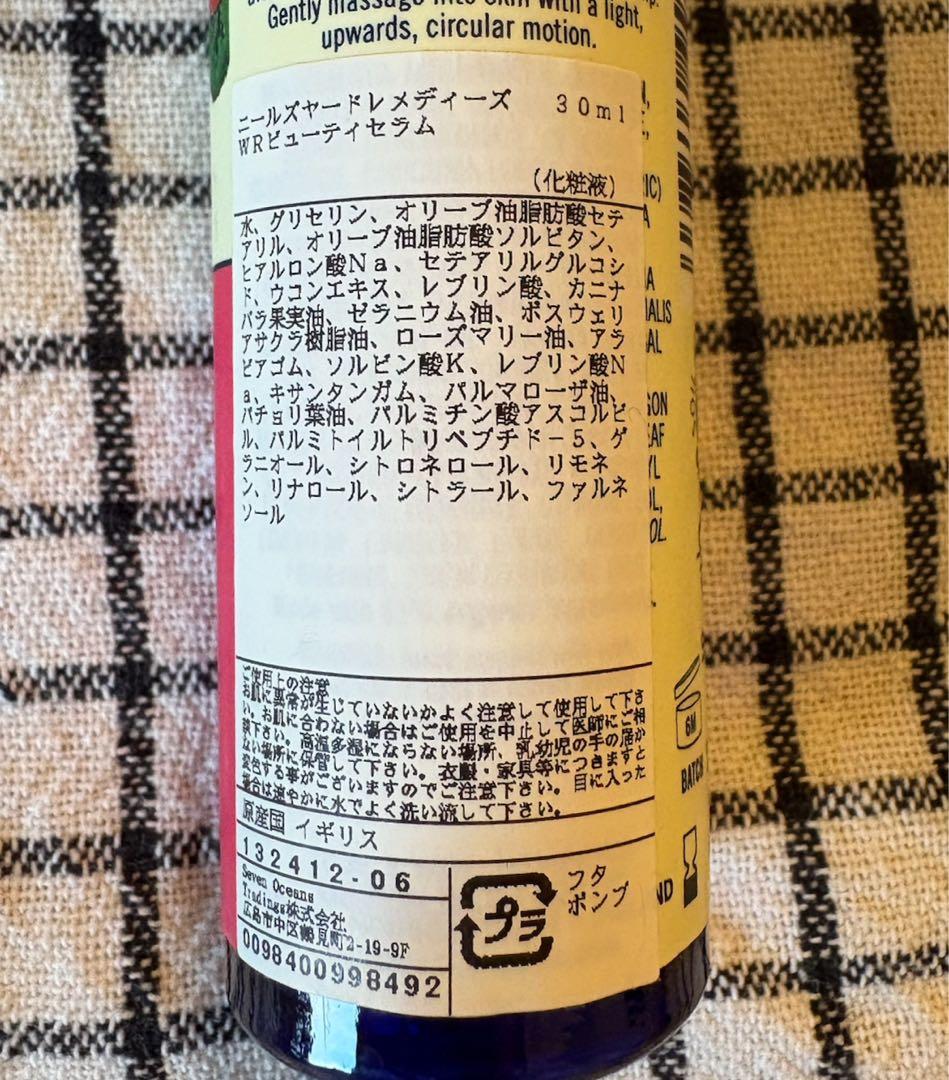 Gently massage into skin with a light,
upwards, circular motion.
ニールズヤードレメディーズ 30ml
WRビューティセラム
(化粧液)
水、グリセリン、オリーブ油脂肪酸セテ
アリル、オリーブ油脂肪酸ソルビタン、
ヒアルロン酸Na、セテアリルグルコシ
ド、ウコンエキス、レブリン酸、カニナ
バラ果実油、ゼラニウム油、ボスウェリ
アサクラ樹脂油、ローズマリー油、アラ
ビアゴム、ソルビン酸K、レブリン酸N
a、キサンタンガム、パルマローザ油、
パチョリ葉油、パルミチン酸アスコルビ
ル、パルミトイルトリペプチド-5、ゲ
ラニオール、シトロネロール、リモネ
ン、リナロール、シトラール、ファルネ
ソール
ご使用上の注意
お肌に異常が生じていないかよく注意して使用して下さ
い。お肌に合わない場合はご使用を中止して医師にご相
談下さい。高温多湿にならない場所、乳幼児の手の届か
ない場所に保管して下さい。衣類・家具等につきますと
変色する事がございますのでご注意下さい。目に入った
場合は速やかに水でよく洗い流して下さい。
原産国 イギリス
132412-06
Seven Oceans
Tradings株式会社
広島市中区鶴見町2-19-9F
0098400998492
プラ
フタ
ポンプ
6M
BATCH